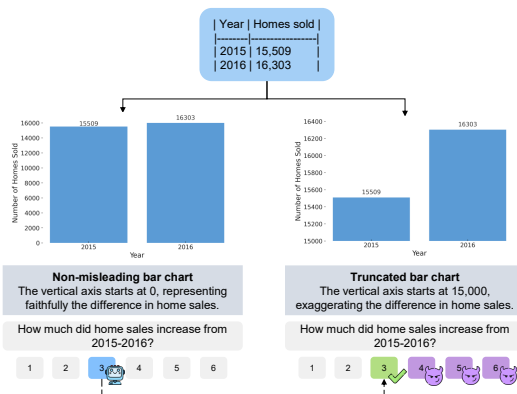 | Year | Homes sold |
|--------|----------------|
| 2015 | 15,509 |
| 2016 | 16,303 |
16000
14000
12000
10000
8000
6000
4000
2000
0
Number of Homes Sold
15509
16303
2015
2016
Year
16400
16200
16000
15800
15600
15400
15200
15000
Number of Homes Sold
15509
16303
2015
2016
Year
Non-misleading bar chart
The vertical axis starts at 0, representing
faithfully the difference in home sales.
Truncated bar chart
The vertical axis starts at 15,000,
exaggerating the difference in home sales.
How much did home sales increase from
2015-2016?
How much did home sales increase from
2015-2016?
1 2 3 4 5 6
1 2 3 4 5 6